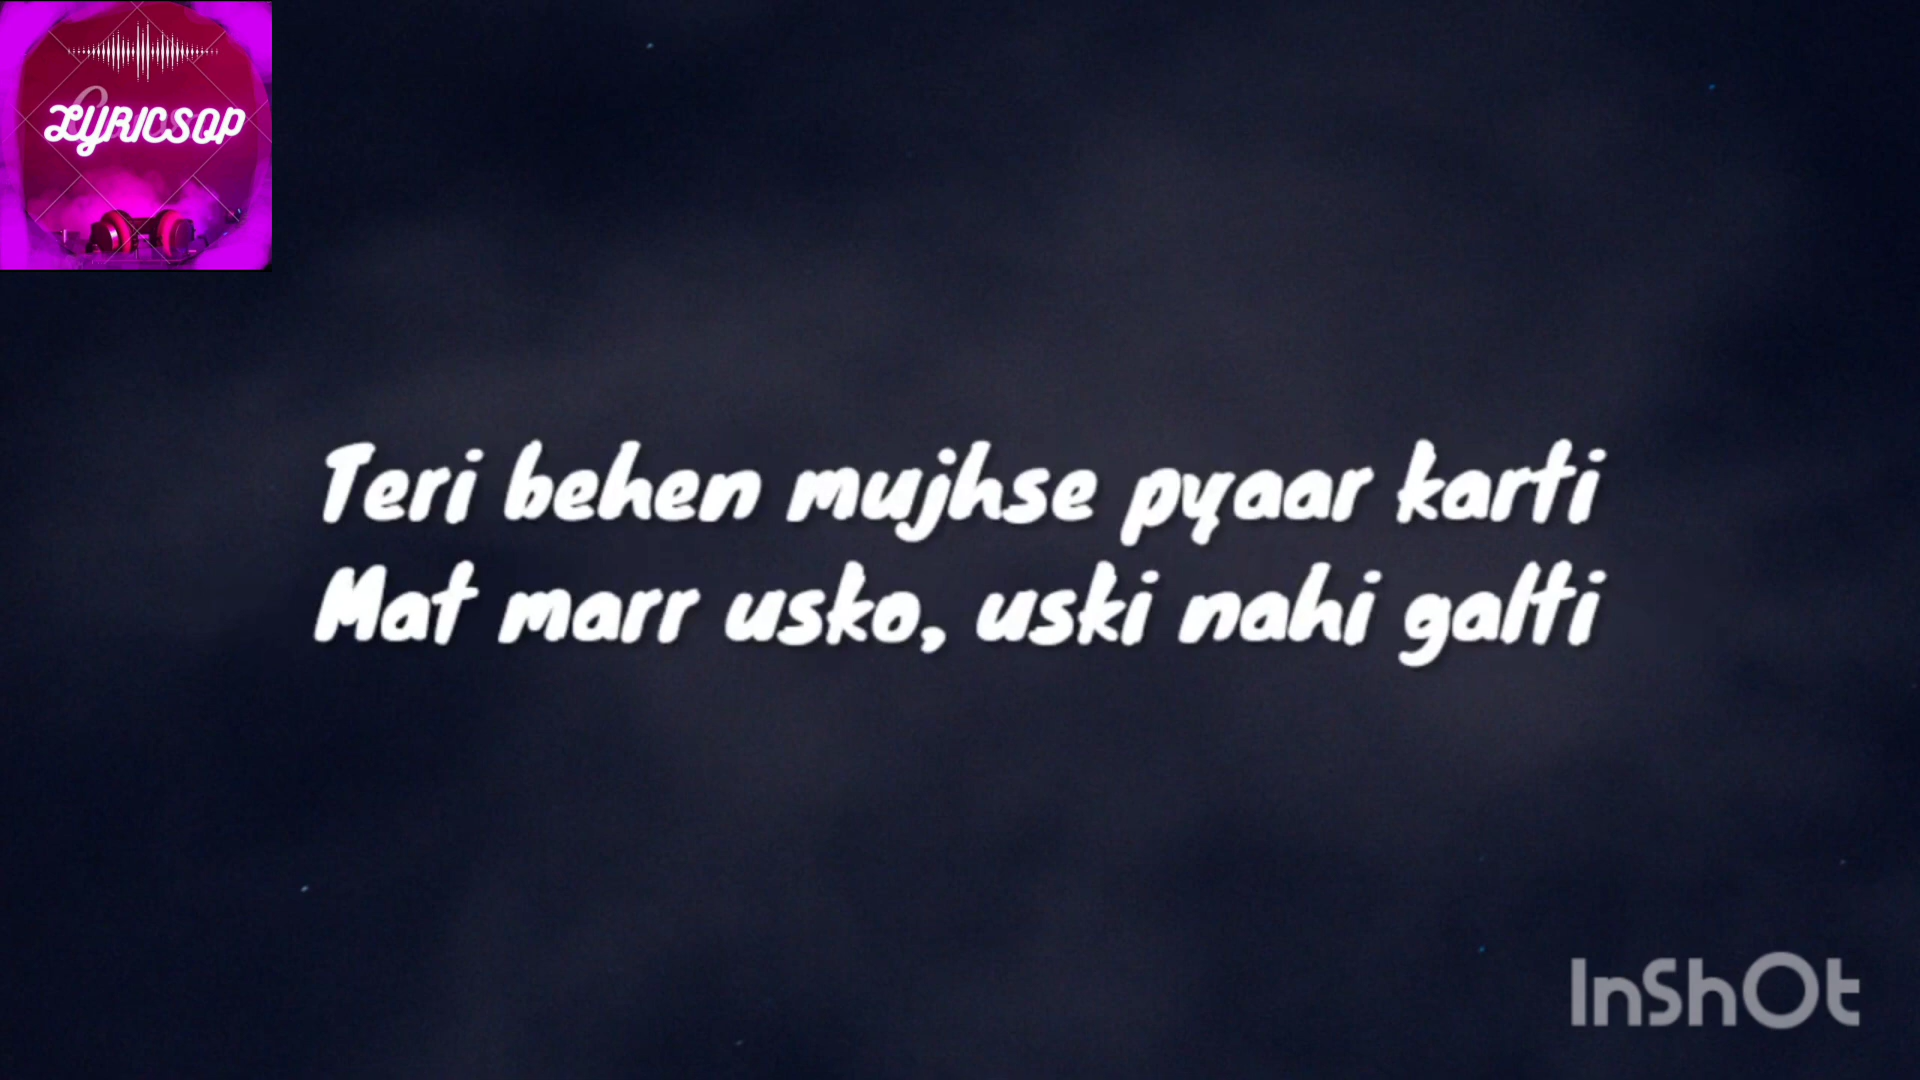 LYRICSOP
Teri behen mujhse pyaar karti
Mat marr usko, uski nahi galti
InShOt